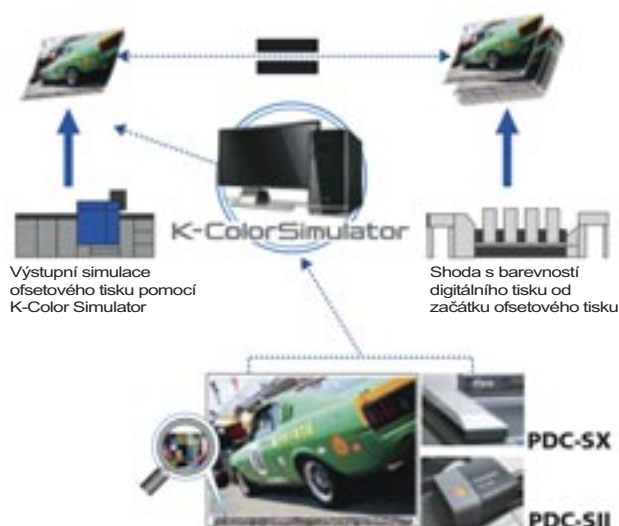 K-ColorSimulator
Výstupní simulace
ofsetového tisku pomocí
K-Color Simulator
Shoda s barevností
digitálního tisku od
začátku ofsetového tisku
PDC-SX
PDC-SII